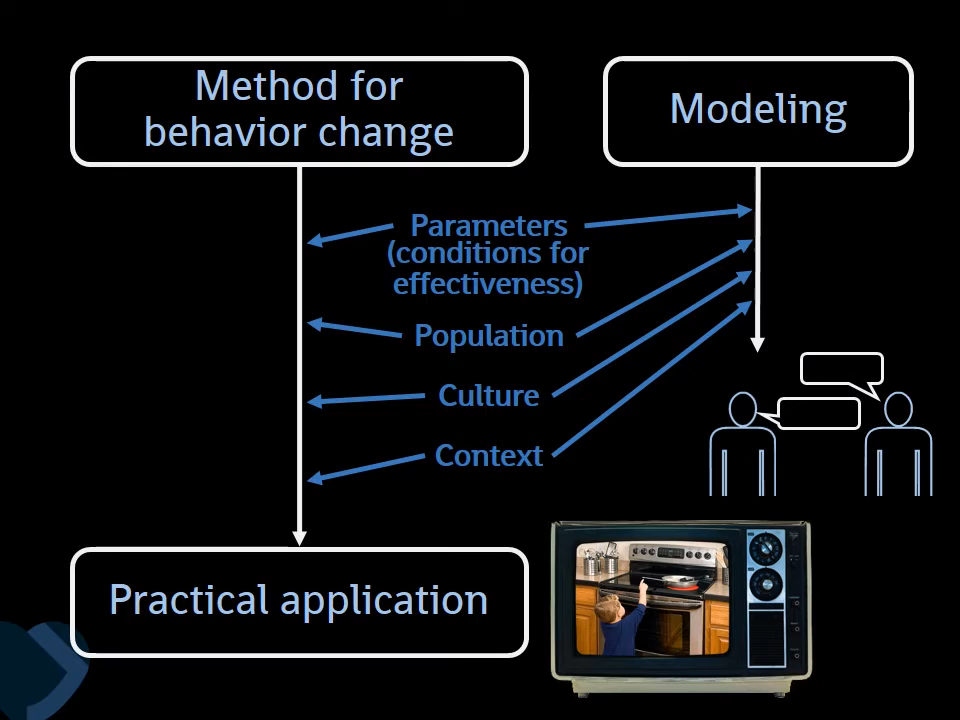 Method for
behavior change
Modeling
Parameters
(conditions for
effectiveness)
Population
Culture
Context
Practical application